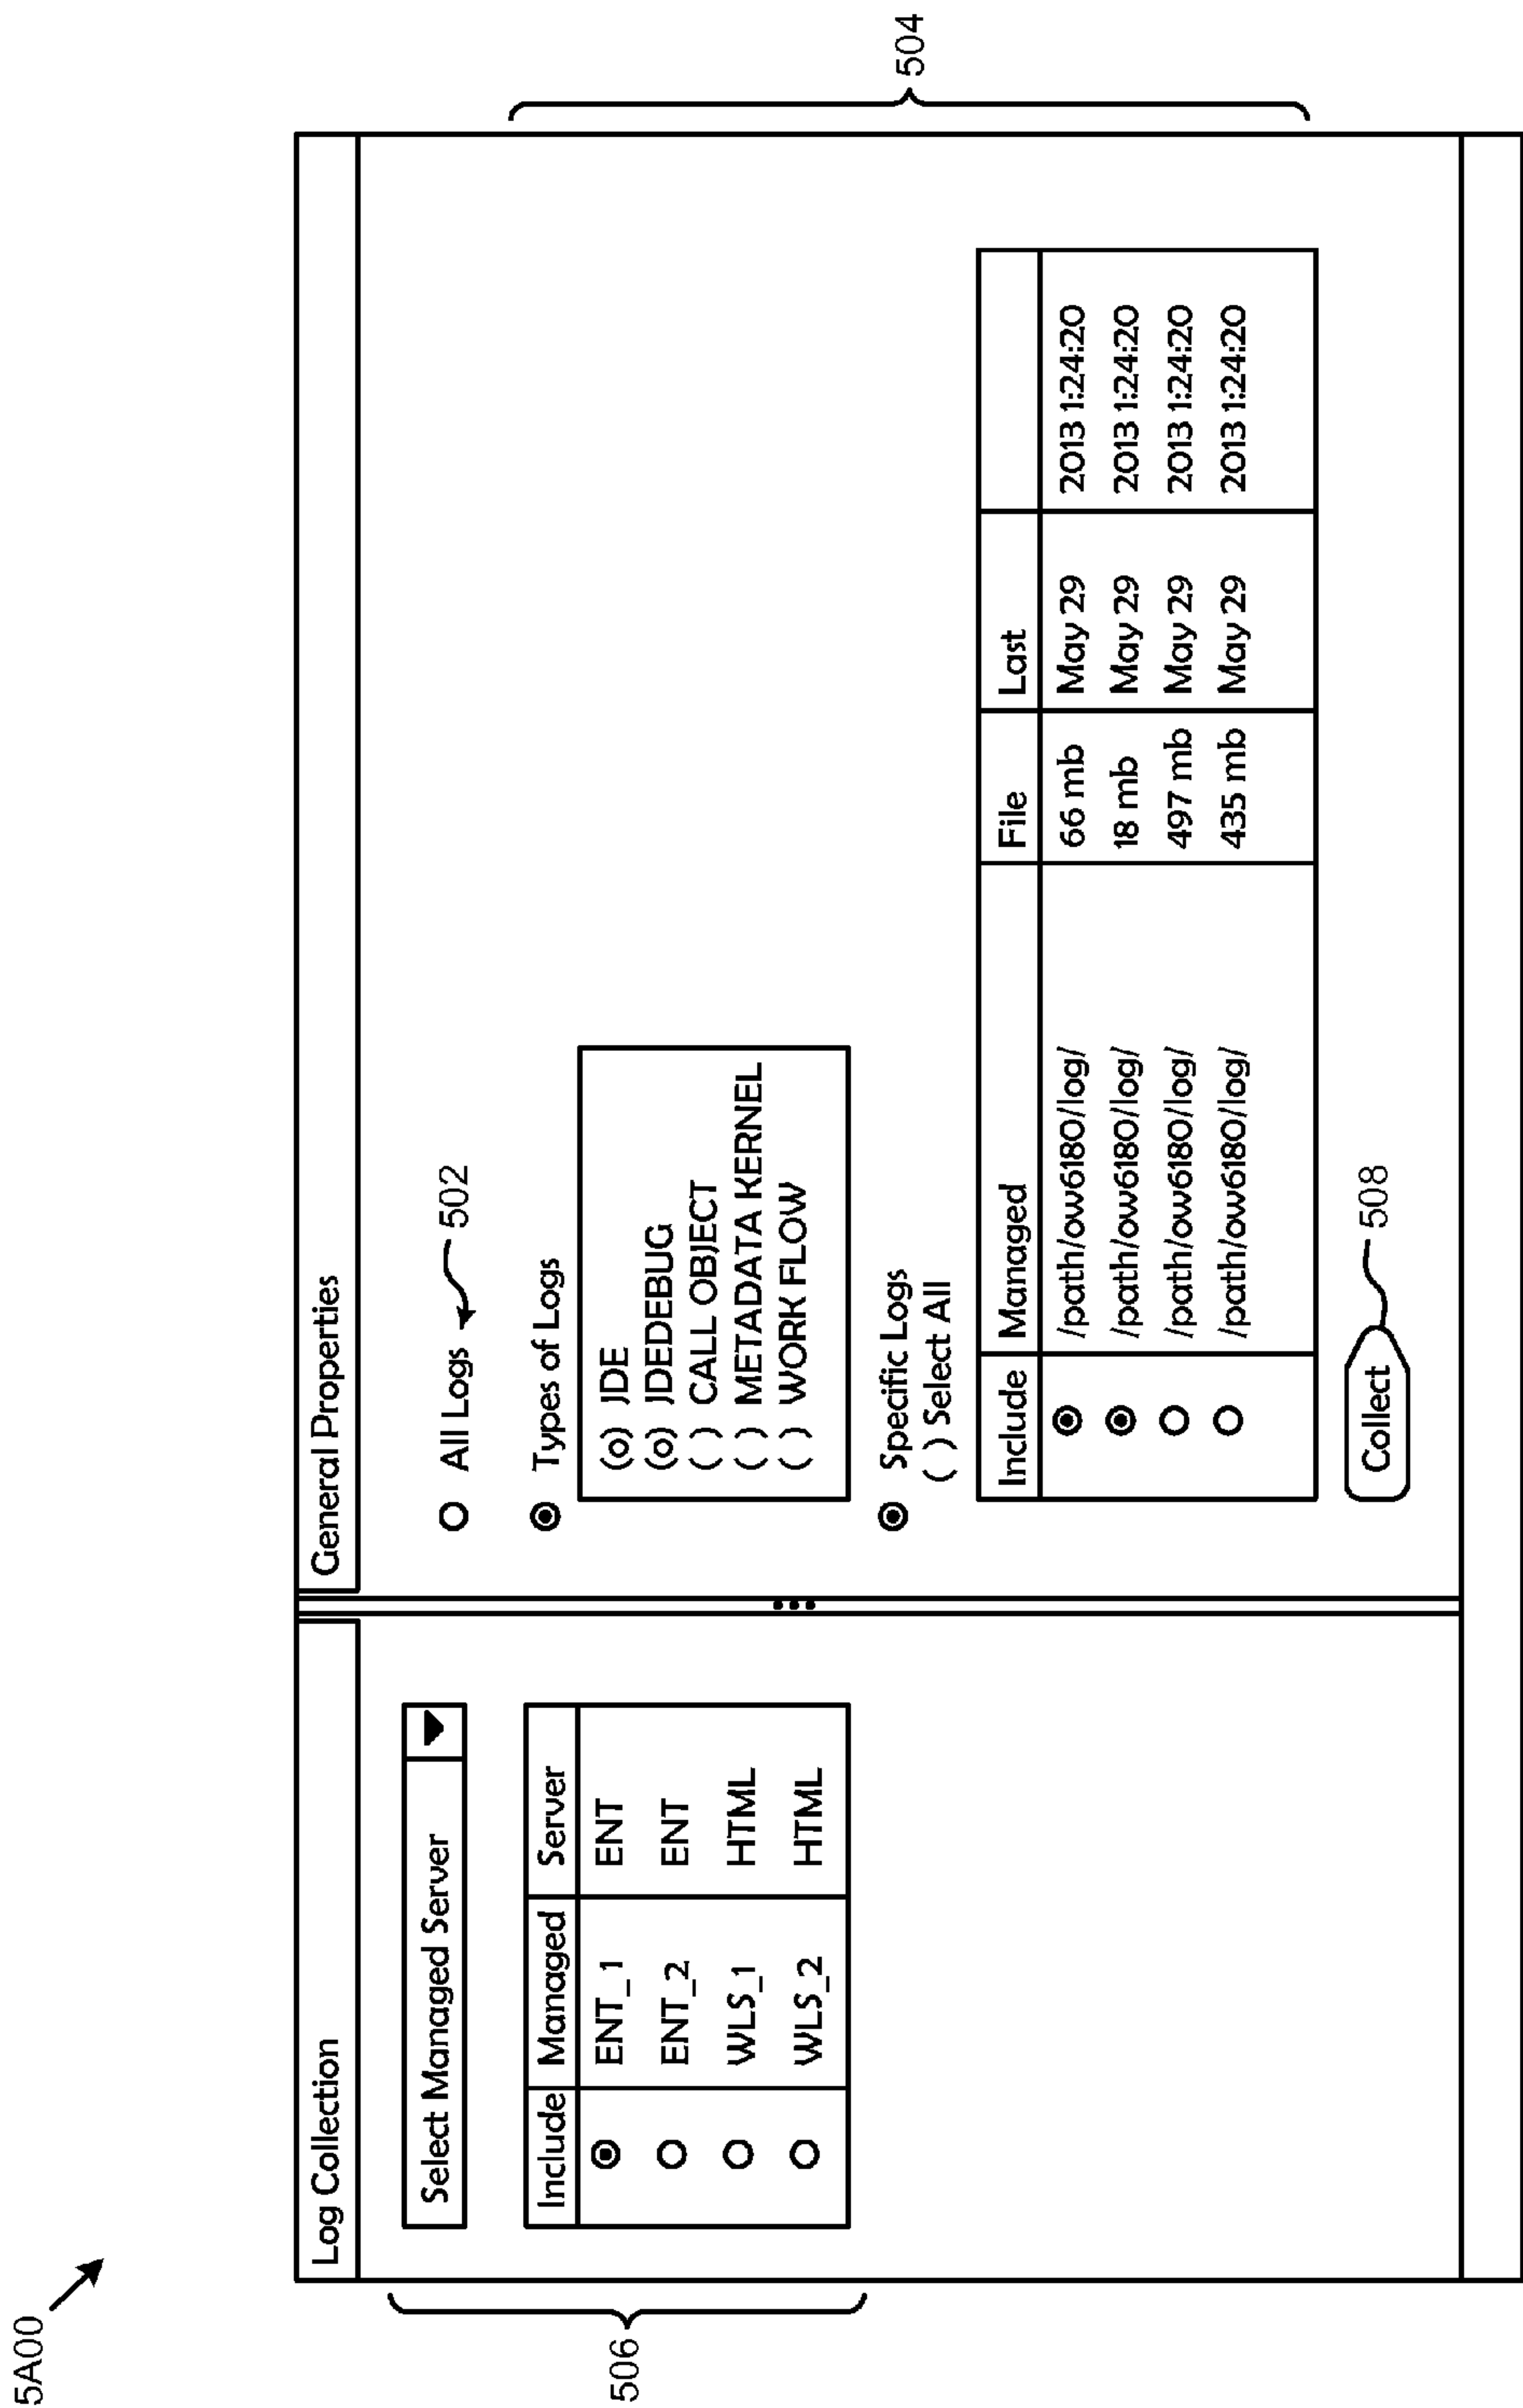 5A00
Log Collection
Select Managed Server
506
Include Managed Server
ENT_1 ENT
ENT_2 ENT
WLS_1 HTML
WLS_2 HTML
General Properties
All Logs 502
Types of Logs
(o) JDE
(o) JDEDEBUG
( ) CALL OBJECT
( ) METADATA KERNEL
( ) WORK FLOW
Specific Logs
( ) Select All
504
Include Managed File Last
/path/ow6180/log/ 66 mb May 29 2013 1:24:20
/path/ow6180/log/ 18 mb May 29 2013 1:24:20
/path/ow6180/log/ 497 mb May 29 2013 1:24:20
/path/ow6180/log/ 435 mb May 29 2013 1:24:20
Collect 508